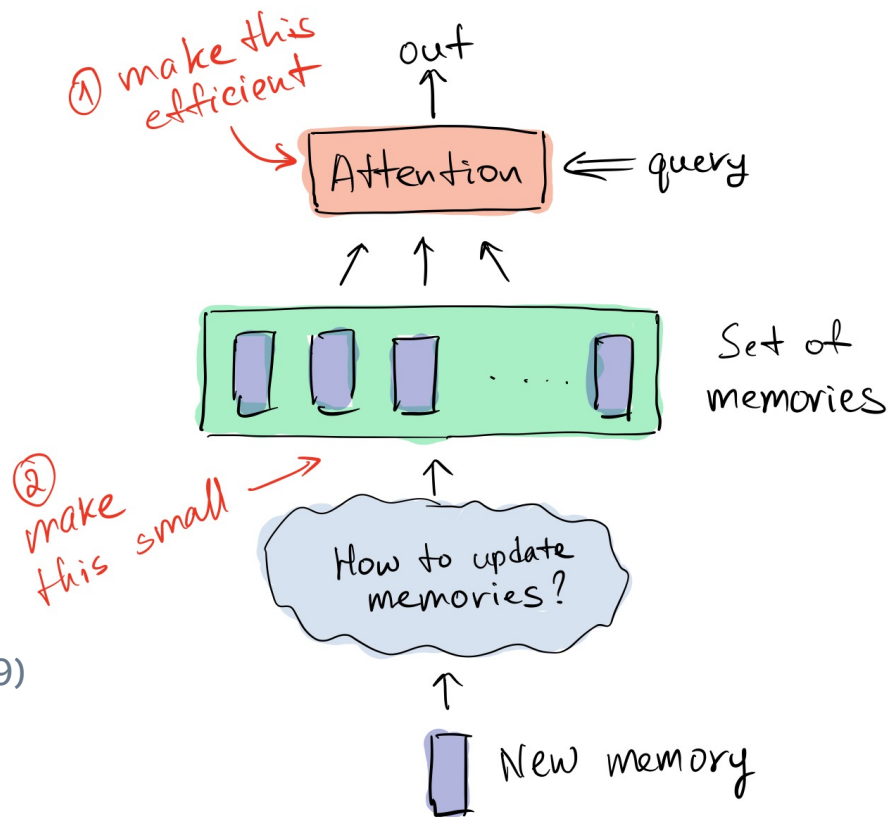 ① make this
efficient
out
Attention
query
Set of
memories
②
make
this small
How to update
memories?
9)
New memory